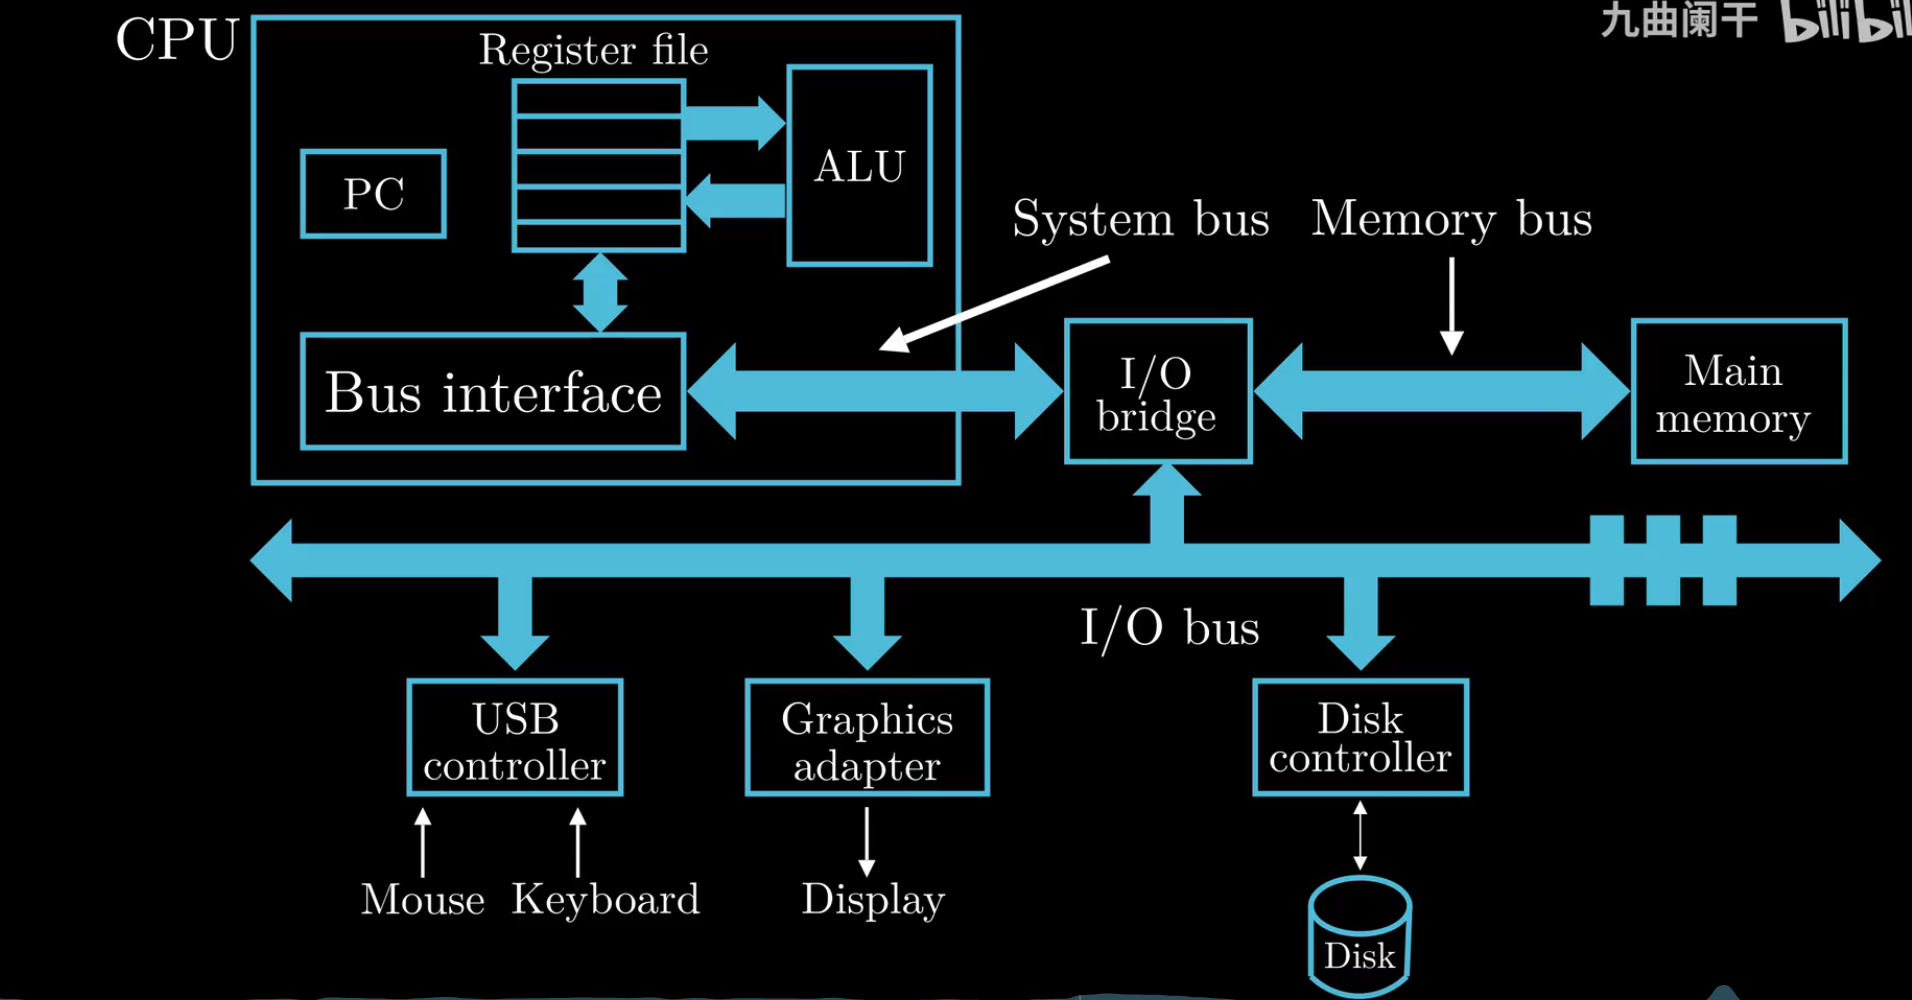 九曲阑干 bilibil
CPU
Register file
PC
ALU
System bus
Memory bus
Bus interface
I/O
bridge
Main
memory
I/O bus
USB
controller
Graphics
adapter
Disk
controller
Mouse
Keyboard
Display
Disk